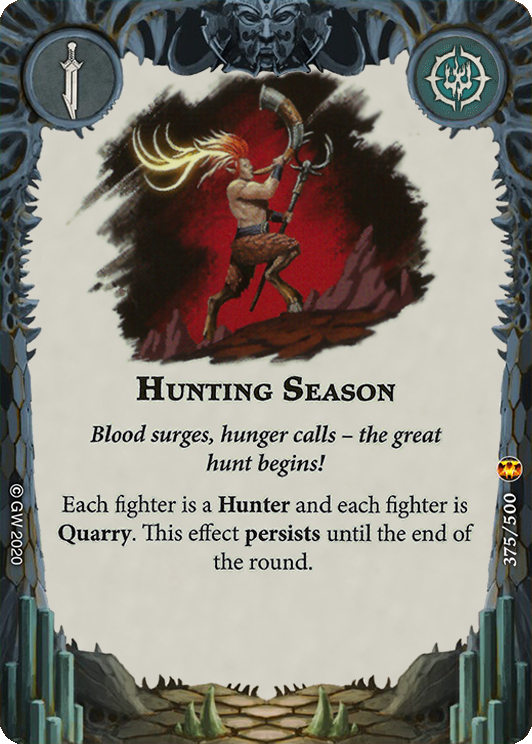 Hunting Season
Blood surges, hunger calls – the great
hunt begins!
Each fighter is a Hunter and each fighter is
Quarry. This effect persists until the end of
the round.
© GW 2020
375/500